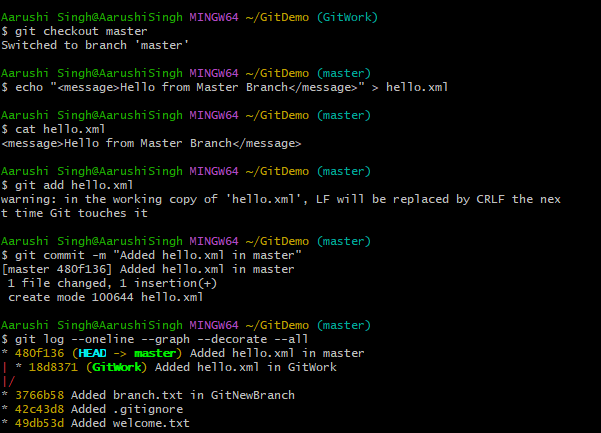 Aarushi Singh@AarushiSingh MINGW64 ~/GitDemo (GitWork)
$ git checkout master
Switched to branch 'master'
Aarushi Singh@AarushiSingh MINGW64 ~/GitDemo (master)
$ echo "<message>Hello from Master Branch</message>" > hello.xml
Aarushi Singh@AarushiSingh MINGW64 ~/GitDemo (master)
$ cat hello.xml
<message>Hello from Master Branch</message>
Aarushi Singh@AarushiSingh MINGW64 ~/GitDemo (master)
$ git add hello.xml
warning: in the working copy of 'hello.xml', LF will be replaced by CRLF the nex
t time Git touches it
Aarushi Singh@AarushiSingh MINGW64 ~/GitDemo (master)
$ git commit -m "Added hello.xml in master"
[master 480f136] Added hello.xml in master
 1 file changed, 1 insertion(+)
 create mode 100644 hello.xml
Aarushi Singh@AarushiSingh MINGW64 ~/GitDemo (master)
$ git log --oneline --graph --decorate --all
* 480f136 (HEAD -> master) Added hello.xml in master
| * 18d8371 (GitWork) Added hello.xml in GitWork
|/
* 3766b58 Added branch.txt in GitNewBranch
* 42c43d8 Added .gitignore
* 49db53d Added welcome.txt